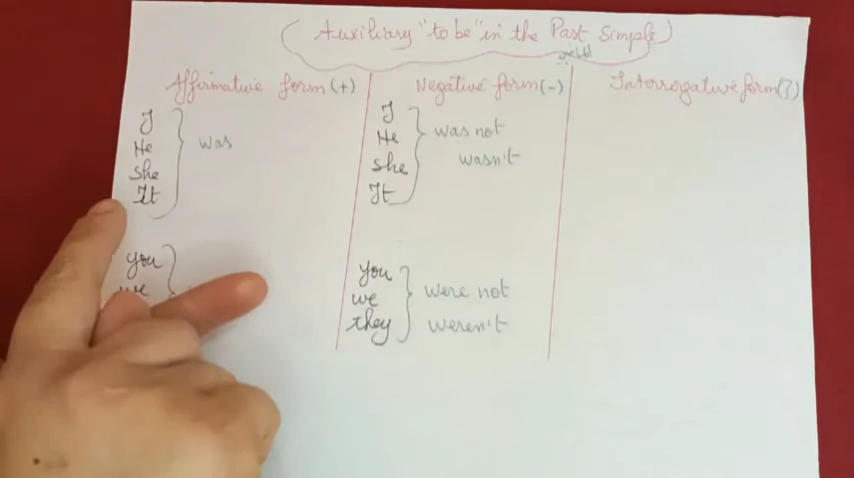 Auxiliary "to be" in the Past Simple
Affirmative form (+)
I
He
she
It
was
you
we
Negative form (-)
I
He
she
It
was not
wasn't
you
we
they
were not
weren't
Interrogative form (?)